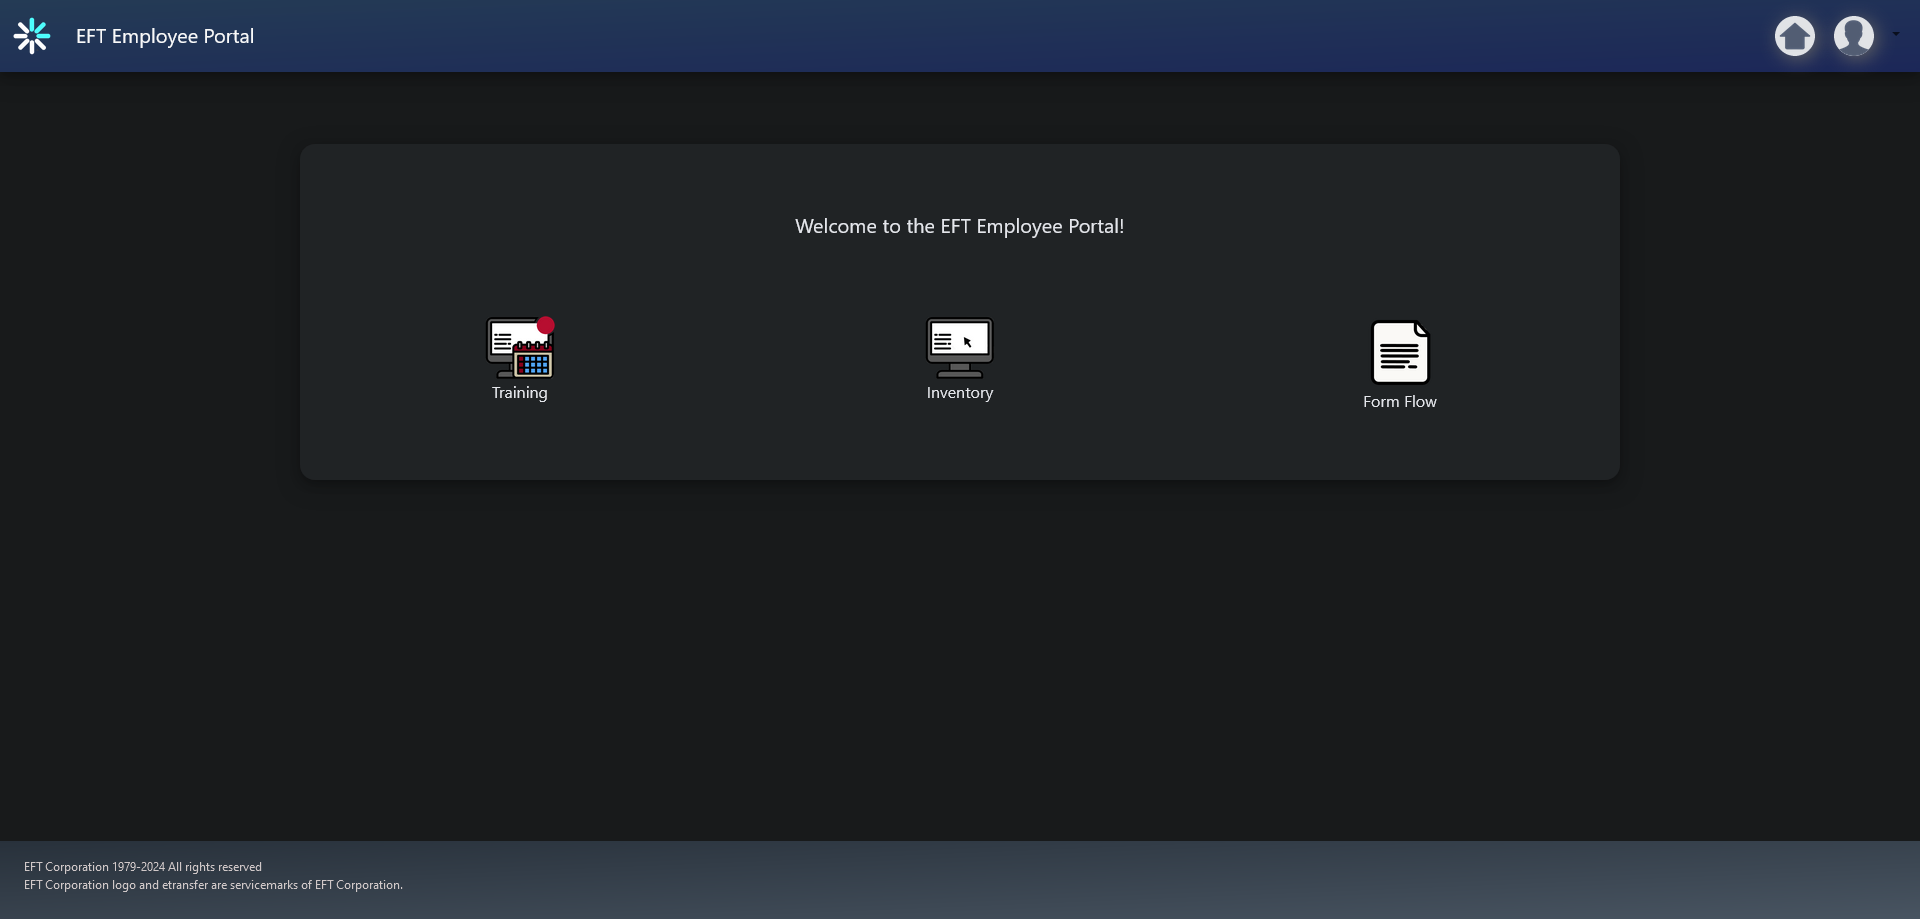 EFT Employee Portal
Welcome to the EFT Employee Portal!
Training
Inventory
Form Flow
EFT Corporation 1979-2024 All rights reserved
EFT Corporation logo and etransfer are servicemarks of EFT Corporation.